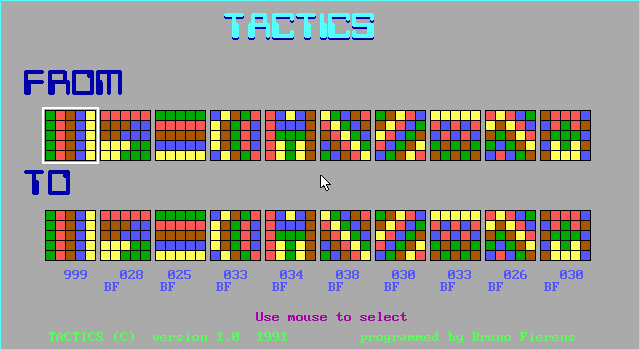 TACTICS
FROM
TO
999 028 025 033 034 038 030 033 026 030
BF BF BF BF BF BF BF BF BF
Use mouse to select
TACTICS (G) version 1.0 1991 programmed by Bruno Fierens